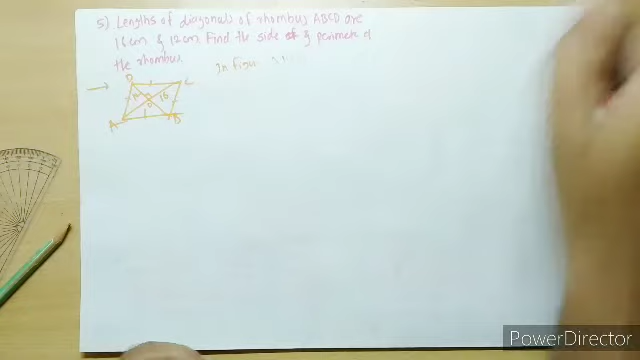 5) Lengths of diagonals of rhombus ABCD are
16cm & 12cm Find the side & perimeter of
the rhombus.
In figure
D
C
12
16
O
A
B
PowerDirector